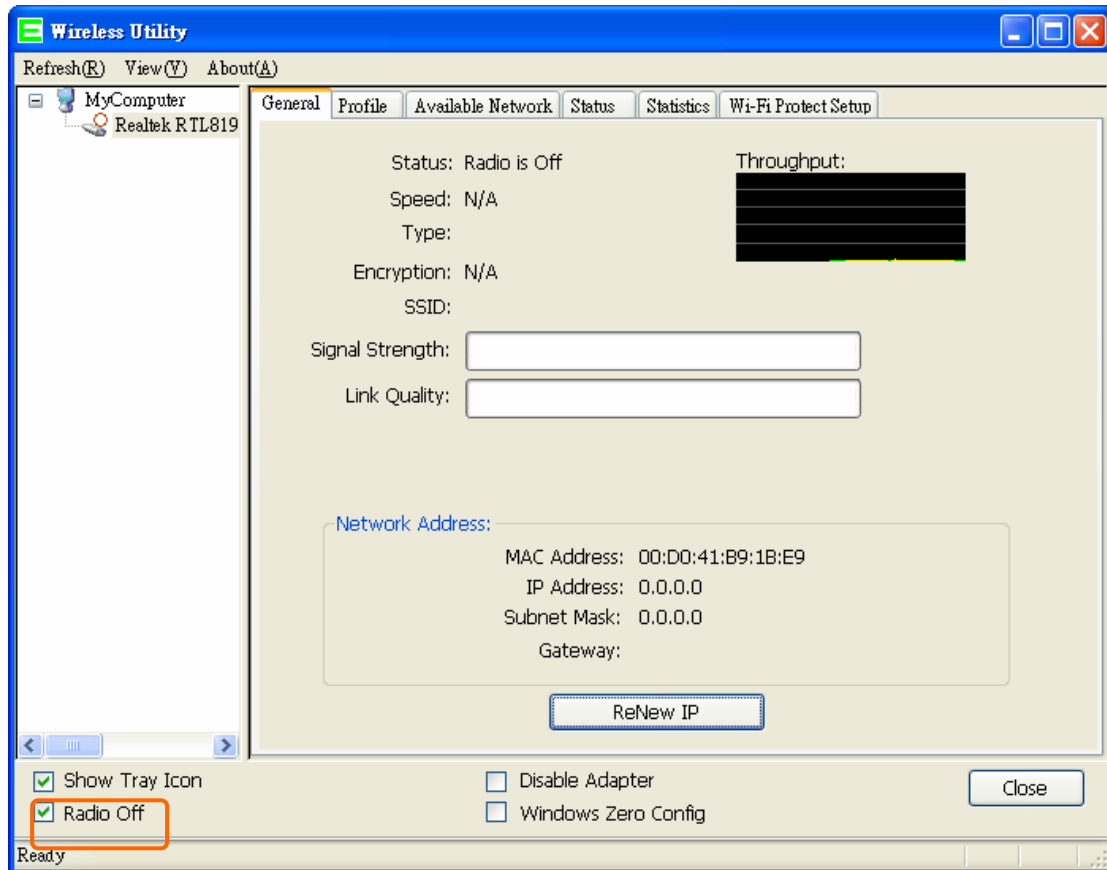 Wireless Utility
Refresh(R) View(V) About(A)
MyComputer
Realtek RTL819
General Profile Available Network Status Statistics Wi-Fi Protect Setup
Status: Radio is Off
Throughput:
Speed: N/A
Type:
Encryption: N/A
SSID:
Signal Strength:
Link Quality:
Network Address:
MAC Address: 00:D0:41:B9:1B:E9
IP Address: 0.0.0.0
Subnet Mask: 0.0.0.0
Gateway:
ReNew IP
Show Tray Icon
Disable Adapter
Radio Off
Windows Zero Config
Close
Ready